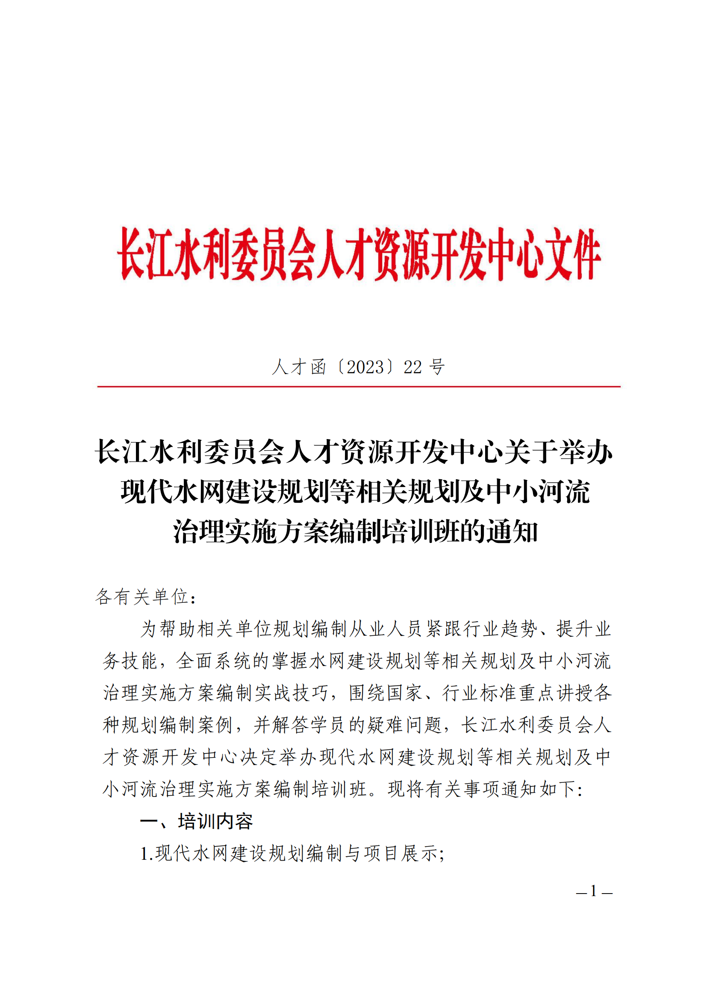 长江水利委员会人才资源开发中心文件
人才函〔2023〕22 号
长江水利委员会人才资源开发中心关于举办
现代水网建设规划等相关规划及中小河流
治理实施方案编制培训班的通知
各有关单位：
为帮助相关单位规划编制从业人员紧跟行业趋势、提升业
务技能，全面系统的掌握水网建设规划等相关规划及中小河流
治理实施方案编制实战技巧，围绕国家、行业标准重点讲授各
种规划编制案例，并解答学员的疑难问题，长江水利委员会人
才资源开发中心决定举办现代水网建设规划等相关规划及中
小河流治理实施方案编制培训班。现将有关事项通知如下：
一、培训内容
1.现代水网建设规划编制与项目展示；
— 1 —